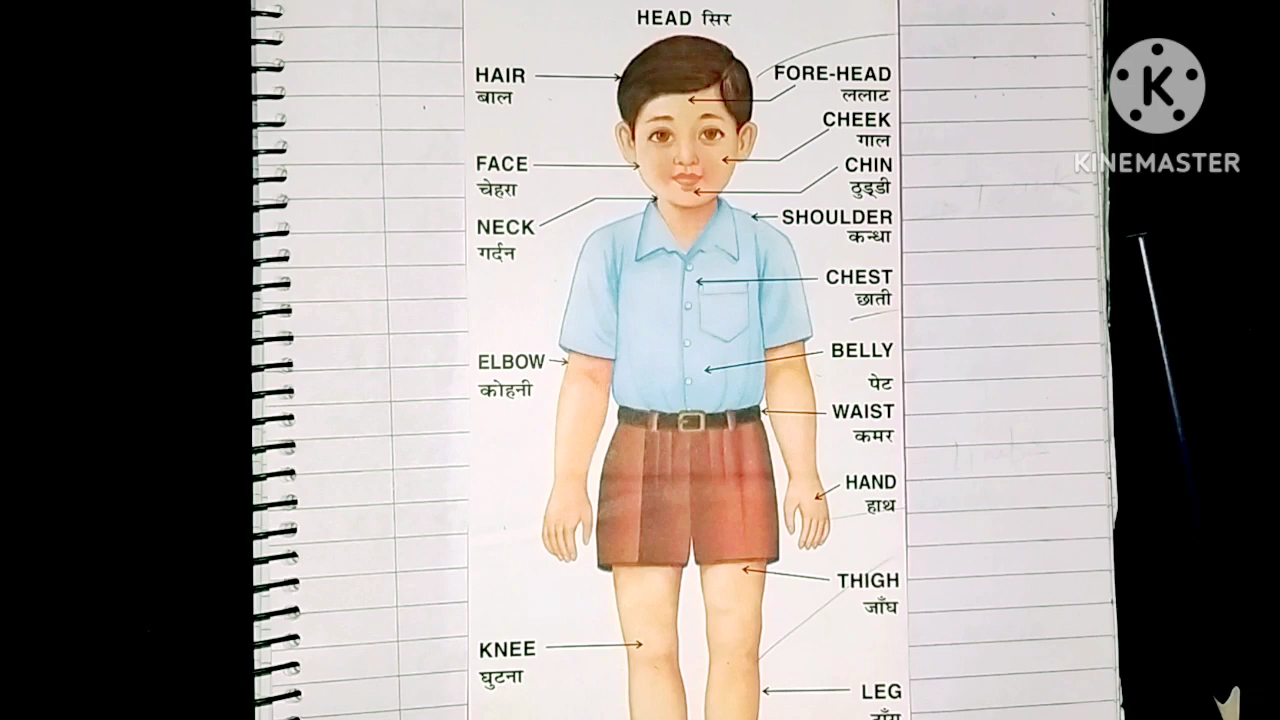 HEAD सिर
HAIR
बाल
FORE-HEAD
ललाट
CHEEK
गाल
FACE
चेहरा
CHIN
ठुड्डी
NECK
गर्दन
SHOULDER
कन्धा
CHEST
छाती
ELBOW
कोहनी
BELLY
पेट
WAIST
कमर
HAND
हाथ
THIGH
जाँघ
KNEE
घुटना
LEG
टाँग
K
KINEMASTER